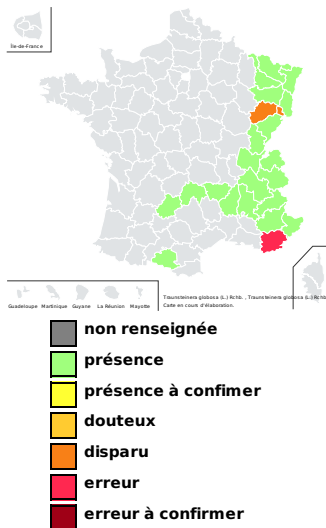 Île-de-France
Guadeloupe Martinique Guyane La Réunion Mayotte
Traunsteinera globosa (L.) Rchb. , Traunsteinera globosa (L.) Rchb
Carte en cours d'élaboration.
non renseignée
présence
présence à confimer
douteux
disparu
erreur
erreur à confirmer